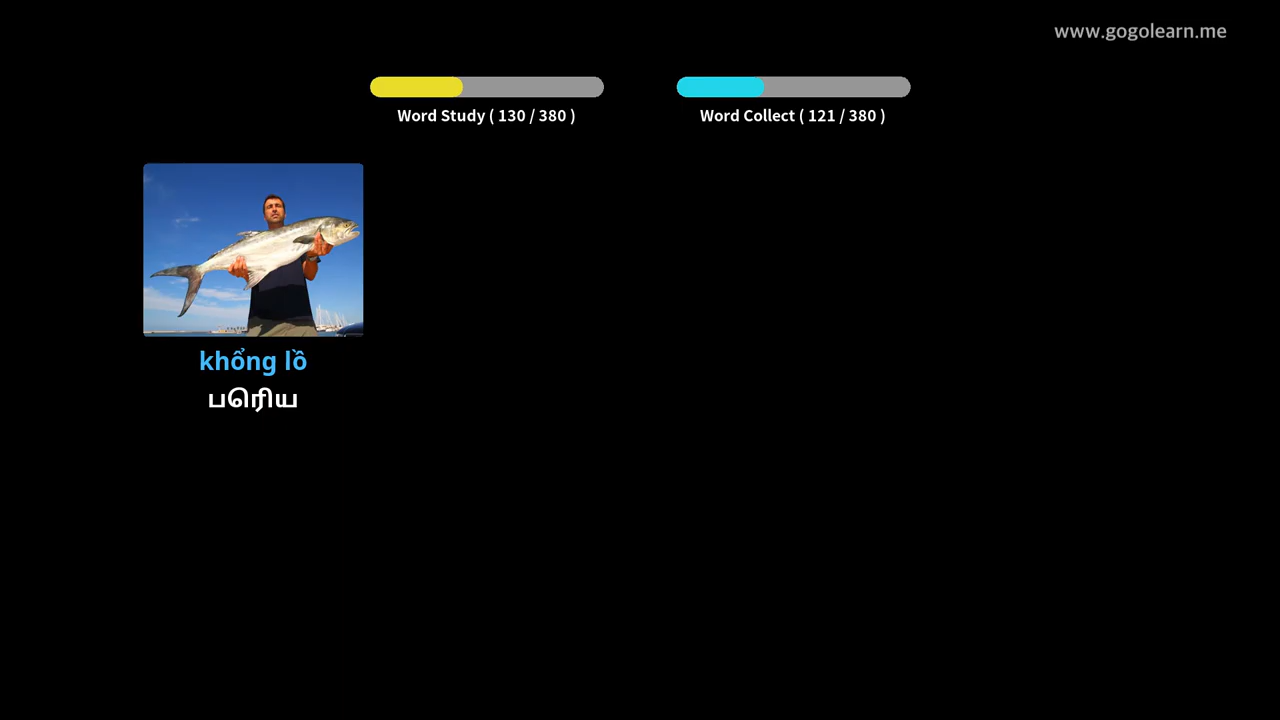 www.gogolearn.me
Word Study ( 130 / 380 )
Word Collect ( 121 / 380 )
khổng lồ
பெரிய